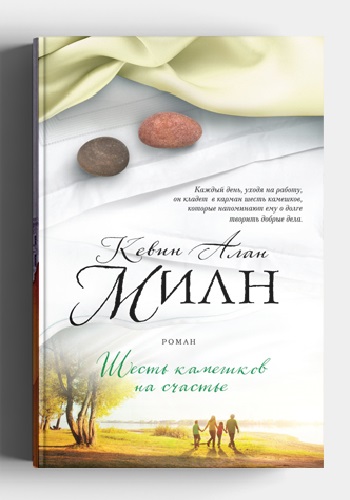 Каждый день, уходя на работу,
он кладет в карман шесть камешков,
которые напоминают ему о долге
творить добрые дела.
Кевин Алан
МИЛН
РОМАН
Шесть камешков
на счастье